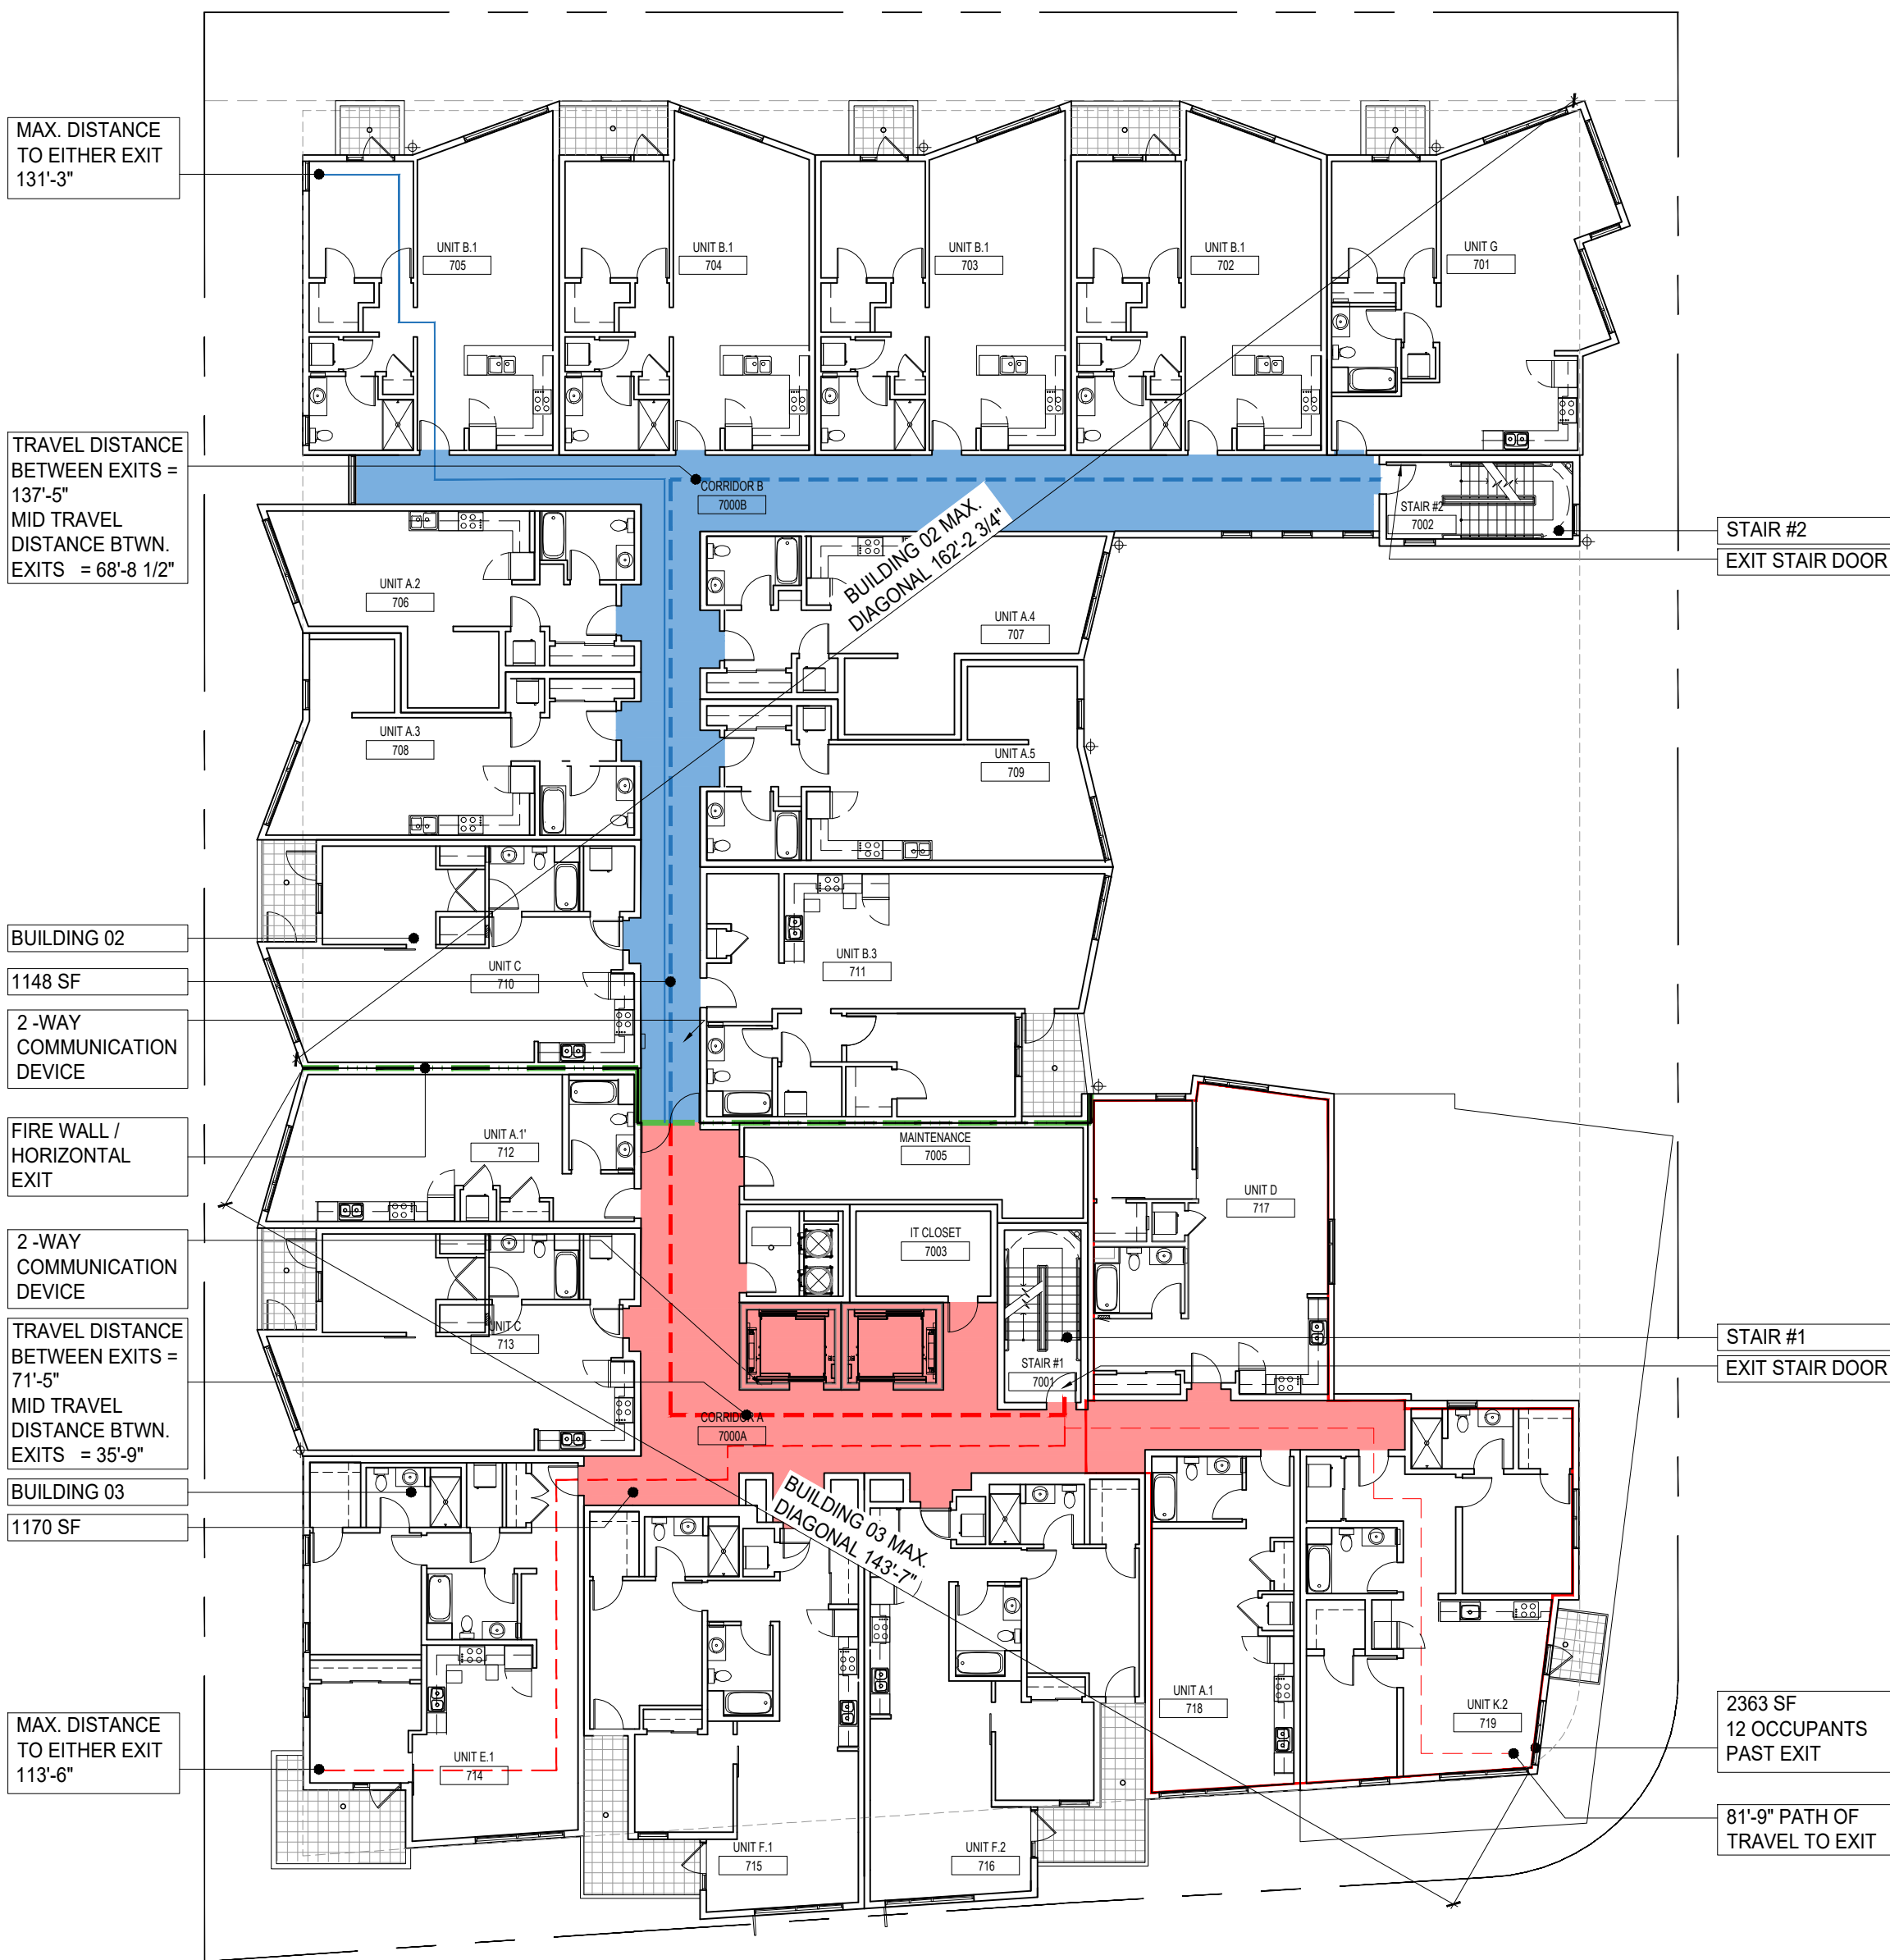 MAX. DISTANCE
TO EITHER EXIT
131'-3"
TRAVEL DISTANCE
BETWEEN EXITS =
137'-5"
MID TRAVEL
DISTANCE BTWN.
EXITS = 68'-8 1/2"
BUILDING 02
1148 SF
2 -WAY
COMMUNICATION
DEVICE
FIRE WALL /
HORIZONTAL
EXIT
2 -WAY
COMMUNICATION
DEVICE
TRAVEL DISTANCE
BETWEEN EXITS =
71'-5"
MID TRAVEL
DISTANCE BTWN.
EXITS = 35'-9"
BUILDING 03
1170 SF
MAX. DISTANCE
TO EITHER EXIT
113'-6"
UNIT B.1
705
UNIT B.1
704
UNIT B.1
703
UNIT B.1
702
UNIT G
701
CORRIDOR B
7000B
STAIR #2
7002
BUILDING 02 MAX.
DIAGONAL 162'-2 3/4"
UNIT A.2
706
UNIT A.4
707
UNIT A.3
708
UNIT A.5
709
UNIT C
710
UNIT B.3
711
UNIT A.1'
712
MAINTENANCE
7005
UNIT D
717
IT CLOSET
7003
UNIT C
713
STAIR #1
7001
CORRIDOR A
7000A
BUILDING 03 MAX.
DIAGONAL 143'-7"
UNIT E.1
714
UNIT F.1
715
UNIT F.2
716
UNIT A.1
718
UNIT K.2
719
STAIR #2
EXIT STAIR DOOR
STAIR #1
EXIT STAIR DOOR
2363 SF
12 OCCUPANTS
PAST EXIT
81'-9" PATH OF
TRAVEL TO EXIT